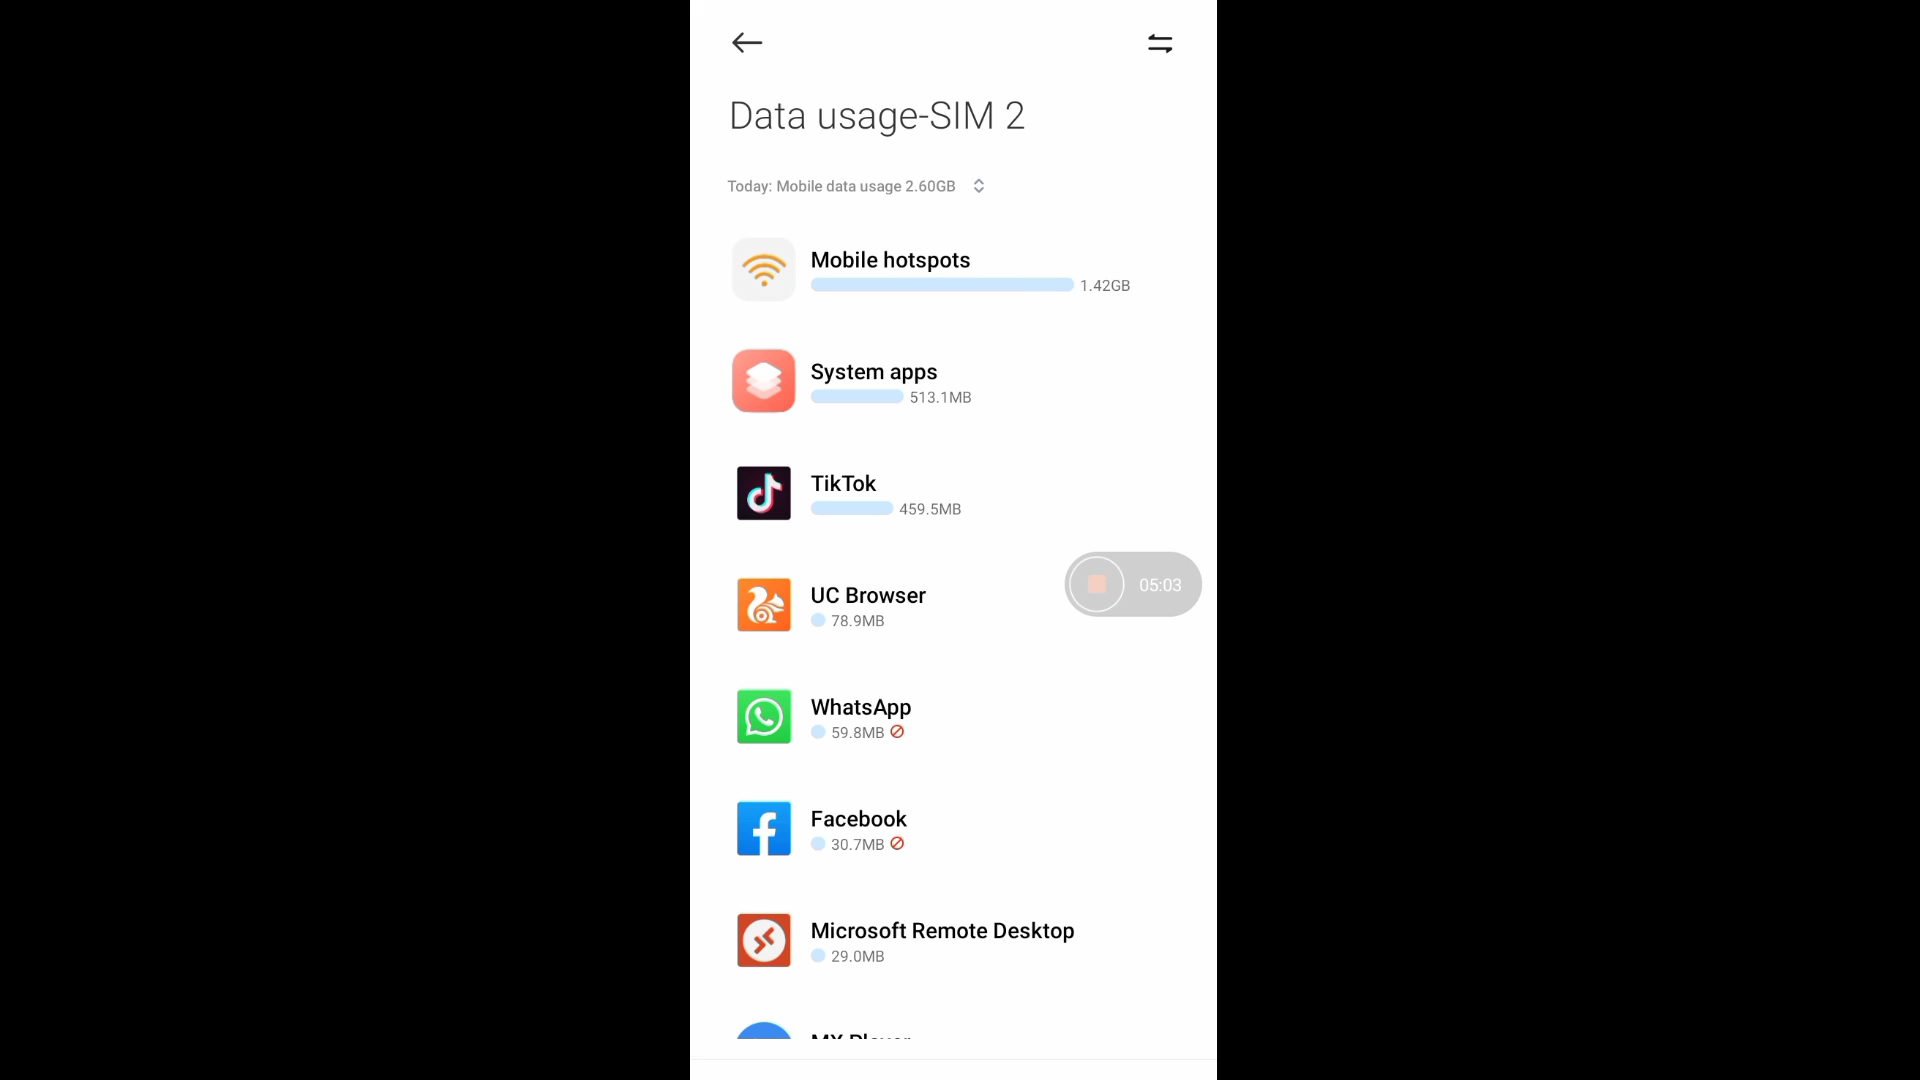 Data usage-SIM 2
Today: Mobile data usage 2.60GB
Mobile hotspots
1.42GB
System apps
513.1MB
TikTok
459.5MB
UC Browser
78.9MB
05:03
WhatsApp
59.8MB
Facebook
30.7MB
Microsoft Remote Desktop
29.0MB
MX Player